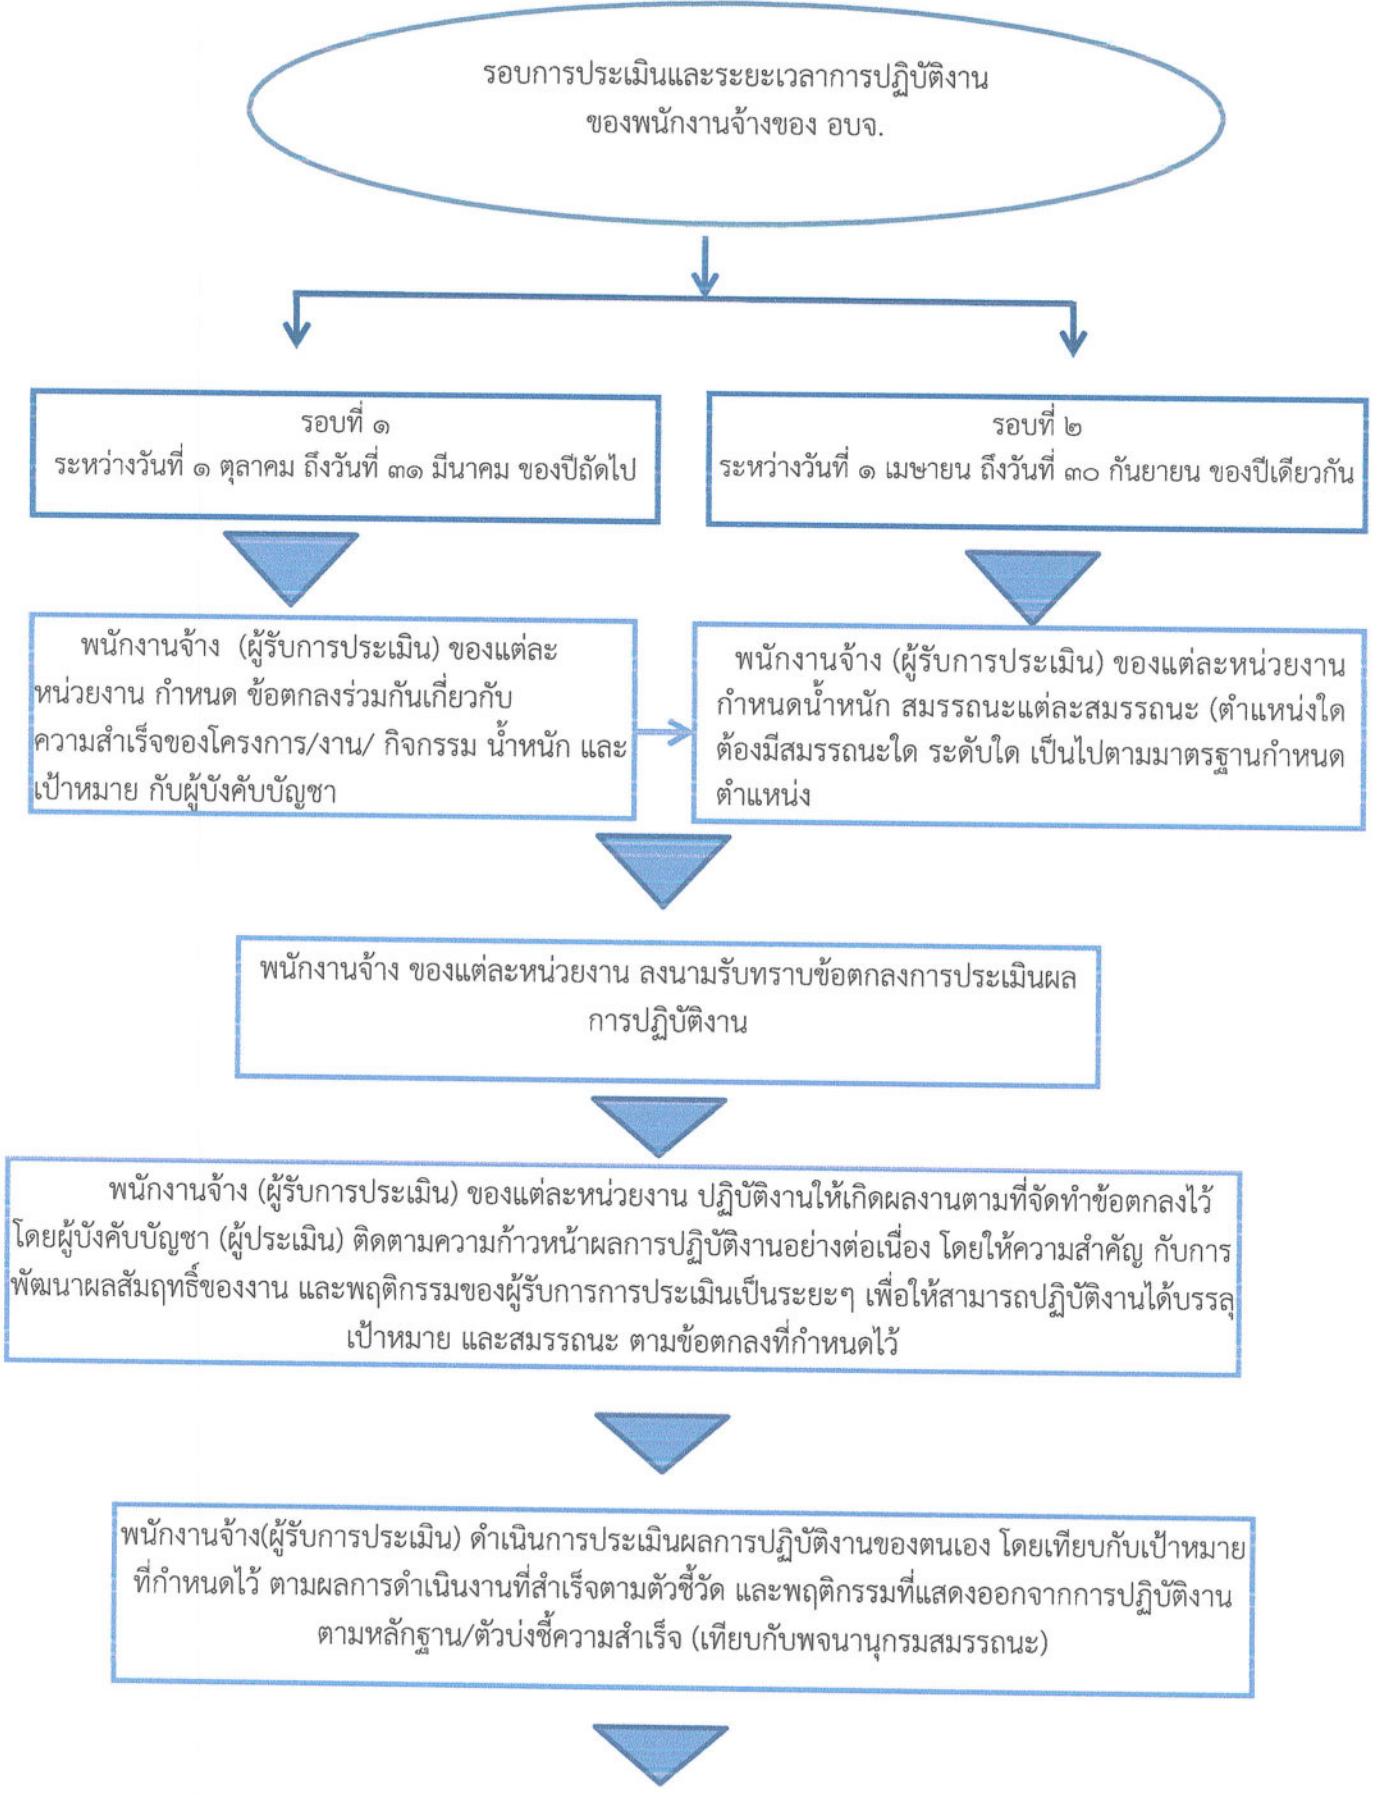 รอบการประเมินและระยะเวลาการปฏิบัติงาน
ของพนักงานจ้างของ อบจ.
รอบที่ ๑
ระหว่างวันที่ ๑ ตุลาคม ถึงวันที่ ๓๑ มีนาคม ของปีถัดไป
รอบที่ ๒
ระหว่างวันที่ ๑ เมษายน ถึงวันที่ ๓๐ กันยายน ของปีเดียวกัน
พนักงานจ้าง (ผู้รับการประเมิน) ของแต่ละ
หน่วยงาน กำหนด ข้อตกลงร่วมกันเกี่ยวกับ
ความสำเร็จของโครงการ/งาน/ กิจกรรม น้ำหนัก และ
เป้าหมาย กับผู้บังคับบัญชา
พนักงานจ้าง (ผู้รับการประเมิน) ของแต่ละหน่วยงาน
กำหนดน้ำหนัก สมรรถนะแต่ละสมรรถนะ (ตำแหน่งใด
ต้องมีสมรรถนะใด ระดับใด เป็นไปตามมาตรฐานกำหนด
ตำแหน่ง
พนักงานจ้าง ของแต่ละหน่วยงาน ลงนามรับทราบข้อตกลงการประเมินผล
การปฏิบัติงาน
พนักงานจ้าง (ผู้รับการประเมิน) ของแต่ละหน่วยงาน ปฏิบัติงานให้เกิดผลงานตามที่จัดทำข้อตกลงไว้
โดยผู้บังคับบัญชา (ผู้ประเมิน) ติดตามความก้าวหน้าผลการปฏิบัติงานอย่างต่อเนื่อง โดยให้ความสำคัญ กับการ
พัฒนาผลสัมฤทธิ์ของงาน และพฤติกรรมของผู้รับการการประเมินเป็นระยะๆ เพื่อให้สามารถปฏิบัติงานได้บรรลุ
เป้าหมาย และสมรรถนะ ตามข้อตกลงที่กำหนดไว้
พนักงานจ้าง(ผู้รับการประเมิน) ดำเนินการประเมินผลการปฏิบัติงานของตนเอง โดยเทียบกับเป้าหมาย
ที่กำหนดไว้ ตามผลการดำเนินงานที่สำเร็จตามตัวชี้วัด และพฤติกรรมที่แสดงออกจากการปฏิบัติงาน
ตามหลักฐาน/ตัวบ่งชี้ความสำเร็จ (เทียบกับพจนานุกรมสมรรถนะ)